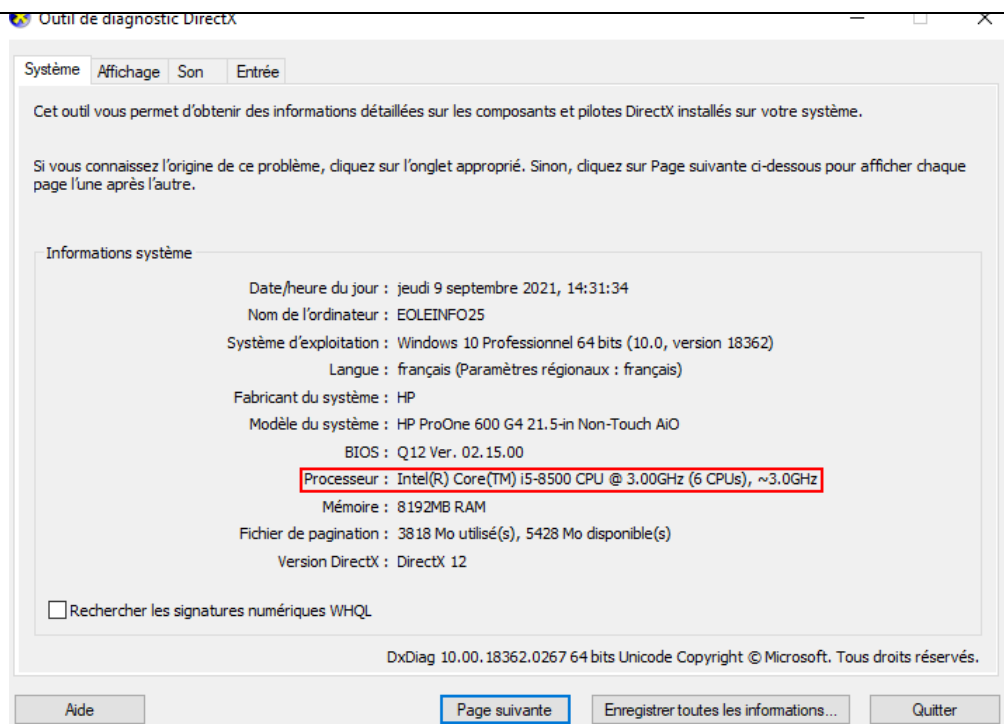 Outil de diagnostic DirectX
Système Affichage Son Entrée
Cet outil vous permet d'obtenir des informations détaillées sur les composants et pilotes DirectX installés sur votre système.
Si vous connaissez l'origine de ce problème, cliquez sur l'onglet approprié. Sinon, cliquez sur Page suivante ci-dessous pour afficher chaque
page l'une après l'autre.
Informations système
Date/heure du jour : jeudi 9 septembre 2021, 14:31:34
Nom de l'ordinateur : EOLEINFO25
Système d'exploitation : Windows 10 Professionnel 64 bits (10.0, version 18362)
Langue : français (Paramètres régionaux : français)
Fabricant du système : HP
Modèle du système : HP ProOne 600 G4 21.5-in Non-Touch AiO
BIOS : Q12 Ver. 02.15.00
Processeur : Intel(R) Core(TM) i5-8500 CPU @ 3.00GHz (6 CPUs), ~3.0GHz
Mémoire : 8192MB RAM
Fichier de pagination : 3818 Mo utilisé(s), 5428 Mo disponible(s)
Version DirectX : DirectX 12
Rechercher les signatures numériques WHQL
DxDiag 10.00.18362.0267 64 bits Unicode Copyright © Microsoft. Tous droits réservés.
Aide Page suivante Enregistrer toutes les informations... Quitter